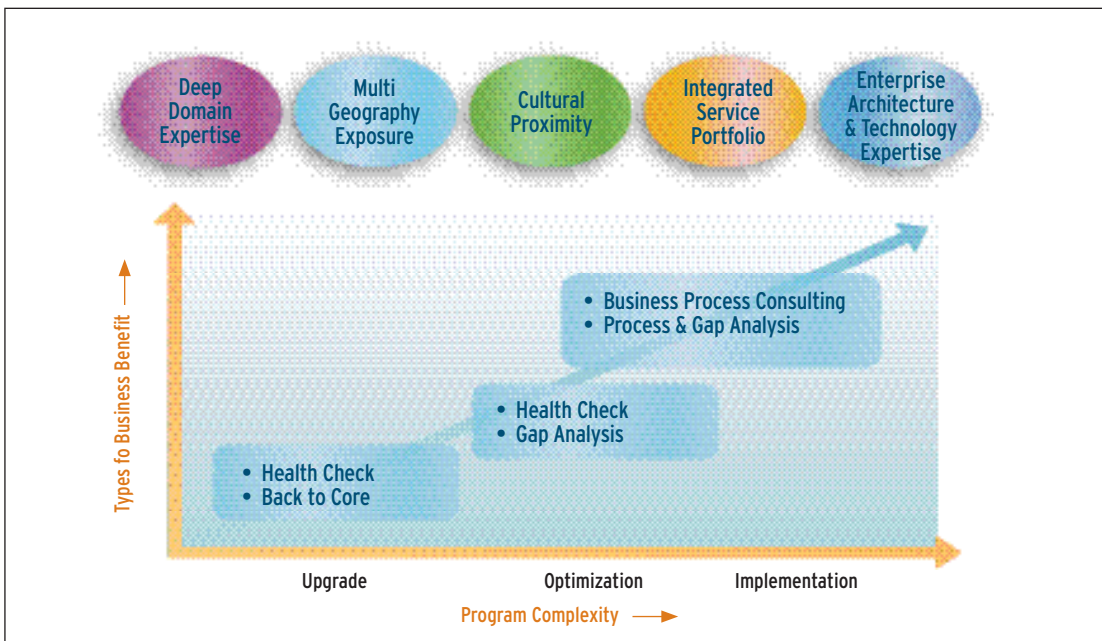 Deep
Domain
Expertise
Multi
Geography
Exposure
Cultural
Proximity
Integrated
Service
Portfolio
Enterprise
Architecture
& Technology
Expertise
Types fo Business Benefit
• Business Process Consulting
• Process & Gap Analysis
• Health Check
• Gap Analysis
• Health Check
• Back to Core
Upgrade
Optimization
Implementation
Program Complexity